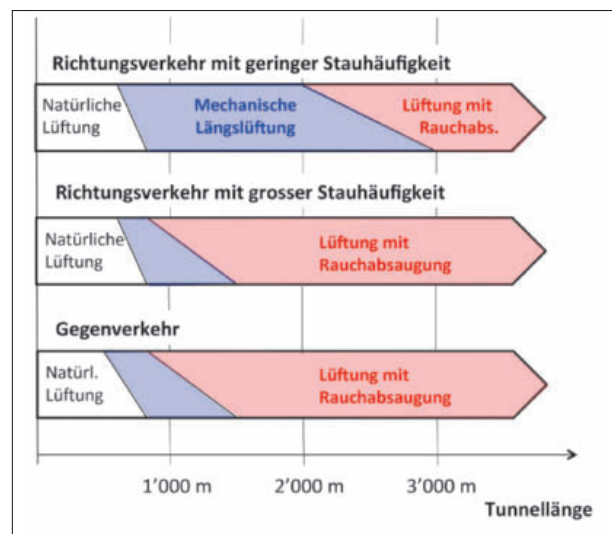 Richtungsverkehr mit geringer Stauhäufigkeit
Natürliche
Lüftung
Mechanische
Längslüftung
Lüftung mit
Rauchabs.
Richtungsverkehr mit grosser Stauhäufigkeit
Natürliche
Lüftung
Lüftung mit
Rauchabsaugung
Gegenverkehr
Natürl.
Lüftung
Lüftung mit
Rauchabsaugung
1’000 m 2’000 m 3’000 m
Tunnellänge